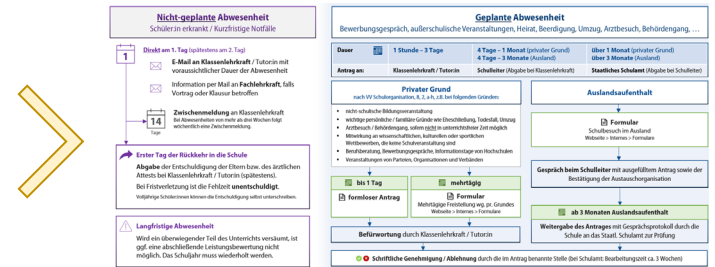 Nicht-geplante Abwesenheit
Schüler:in erkrankt / Kurzfristige Notfälle
1
Direkt am 1. Tag (spätestens am 2. Tag)
E-Mail an Klassenlehrkraft / Tutor:in mit
voraussichtlicher Dauer der Abwesenheit
Information per Mail an Fachlehrkraft, falls
Vortrag oder Klausur betroffen
14
Tage
Zwischenmeldung an Klassenlehrkraft
Bei Abwesenheiten von mehr als drei Wochen folgt
wöchentlich eine Zwischenmeldung.
Erster Tag der Rückkehr in die Schule
Abgabe der Entschuldigung der Eltern bzw. des ärztlichen
Attests bei Klassenlehrkraft / Tutor:in (spätestens).
Bei Fristverletzung ist die Fehlzeit unentschuldigt.
Volljährige Schüler:innen können die Entschuldigung selbst unterschreiben.
Langfristige Abwesenheit
Wird ein überwiegender Teil des Unterrichts versäumt, ist
ggf. eine abschließende Leistungsbewertung nicht
möglich. Das Schuljahr muss wiederholt werden.
Geplante Abwesenheit
Bewerbungsgespräch, außerschulische Veranstaltungen, Heirat, Beerdigung, Umzug, Arztbesuch, Behördengang, …
Dauer
1 Stunde – 3 Tage
4 Tage – 1 Monat (privater Grund)
4 Tage – 3 Monate (Ausland)
über 1 Monat (privater Grund)
über 3 Monate (Ausland)
Antrag an:
Klassenlehrkraft / Tutor:in
Schulleiter (Abgabe bei Klassenlehrkraft)
Staatliches Schulamt (Abgabe bei Schulleiter)
Privater Grund
nach VV Schulorganisation, 8, 2, a-h, z.B. bei folgenden Gründen:
• nicht-schulische Bildungsveranstaltung
• wichtige persönliche / familiäre Gründe wie Eheschließung, Todesfall, Umzug
• Arztbesuch / Behördengang, sofern nicht in unterrichtsfreier Zeit möglich
• Mitwirkung an wissenschaftlichen, kulturellen oder sportlichen
Wettbewerben, die keine Schulveranstaltung sind
• Berufsberatung, Bewerbungsgespräche, Informationstage von Hochschulen
• Veranstaltungen von Parteien, Organisationen und Verbänden
bis 1 Tag
formloser Antrag
mehrtägig
Formular
Mehrtägige Freistellung wg. pr. Grundes
Webseite > Internes > Formulare
Befürwortung durch Klassenlehrkraft / Tutor:in
Auslandsaufenthalt
Formular
Schulbesuch im Ausland
Webseite > Internes > Formulare
Gespräch beim Schulleiter mit ausgefülltem Antrag sowie der
Bestätigung der Austauschorganisation
ab 3 Monaten Auslandsaufenthalt
Weitergabe des Antrages mit Gesprächsprotokoll durch die
Schule an das Staatl. Schulamt zur Prüfung
Schriftliche Genehmigung / Ablehnung durch die im Antrag benannte Stelle (bei Schulamt: Bearbeitungszeit ca. 3 Wochen)